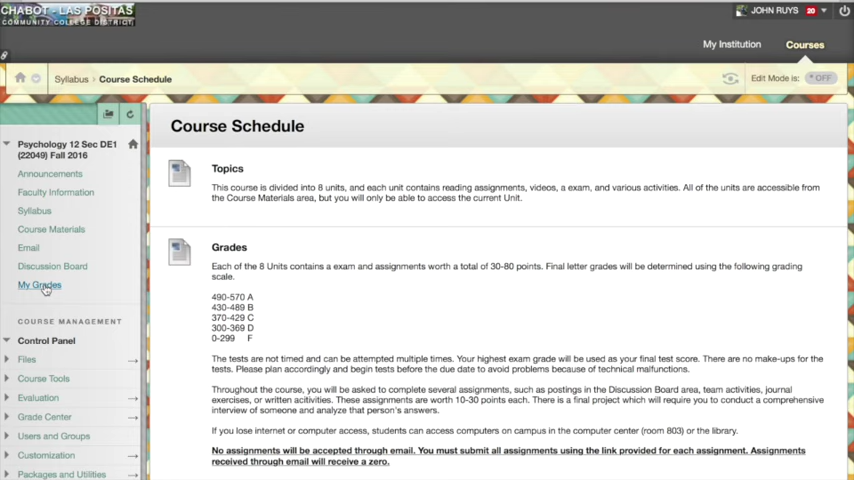 CHABOT - LAS POSITAS
COMMUNITY COLLEGE DISTRICT
JOHN RUYS 20
My Institution Courses
Syllabus > Course Schedule
Edit Mode is: OFF
Psychology 12 Sec DE1
(22049) Fall 2016
Announcements
Faculty Information
Syllabus
Course Materials
Email
Discussion Board
My Grades
COURSE MANAGEMENT
Control Panel
Files
Course Tools
Evaluation
Grade Center
Users and Groups
Customization
Packages and Utilities
Course Schedule
Topics
This course is divided into 8 units, and each unit contains reading assignments, videos, a exam, and various activities. All of the units are accessible from
the Course Materials area, but you will only be able to access the current Unit.
Grades
Each of the 8 Units contains a exam and assignments worth a total of 30-80 points. Final letter grades will be determined using the following grading
scale.
490-570 A
430-489 B
370-429 C
300-369 D
0-299 F
The tests are not timed and can be attempted multiple times. Your highest exam grade will be used as your final test score. There are no make-ups for the
tests. Please plan accordingly and begin tests before the due date to avoid problems because of technical malfunctions.
Throughout the course, you will be asked to complete several assignments, such as postings in the Discussion Board area, team activities, journal
exercises, or written acitivities. These assignments are worth 10-30 points each. There is a final project which will require you to conduct a comprehensive
interview of someone and analyze that person's answers.
If you lose internet or computer access, students can access computers on campus in the computer center (room 803) or the library.
No assignments will be accepted through email. You must submit all assignments using the link provided for each assignment. Assignments
received through email will receive a zero.